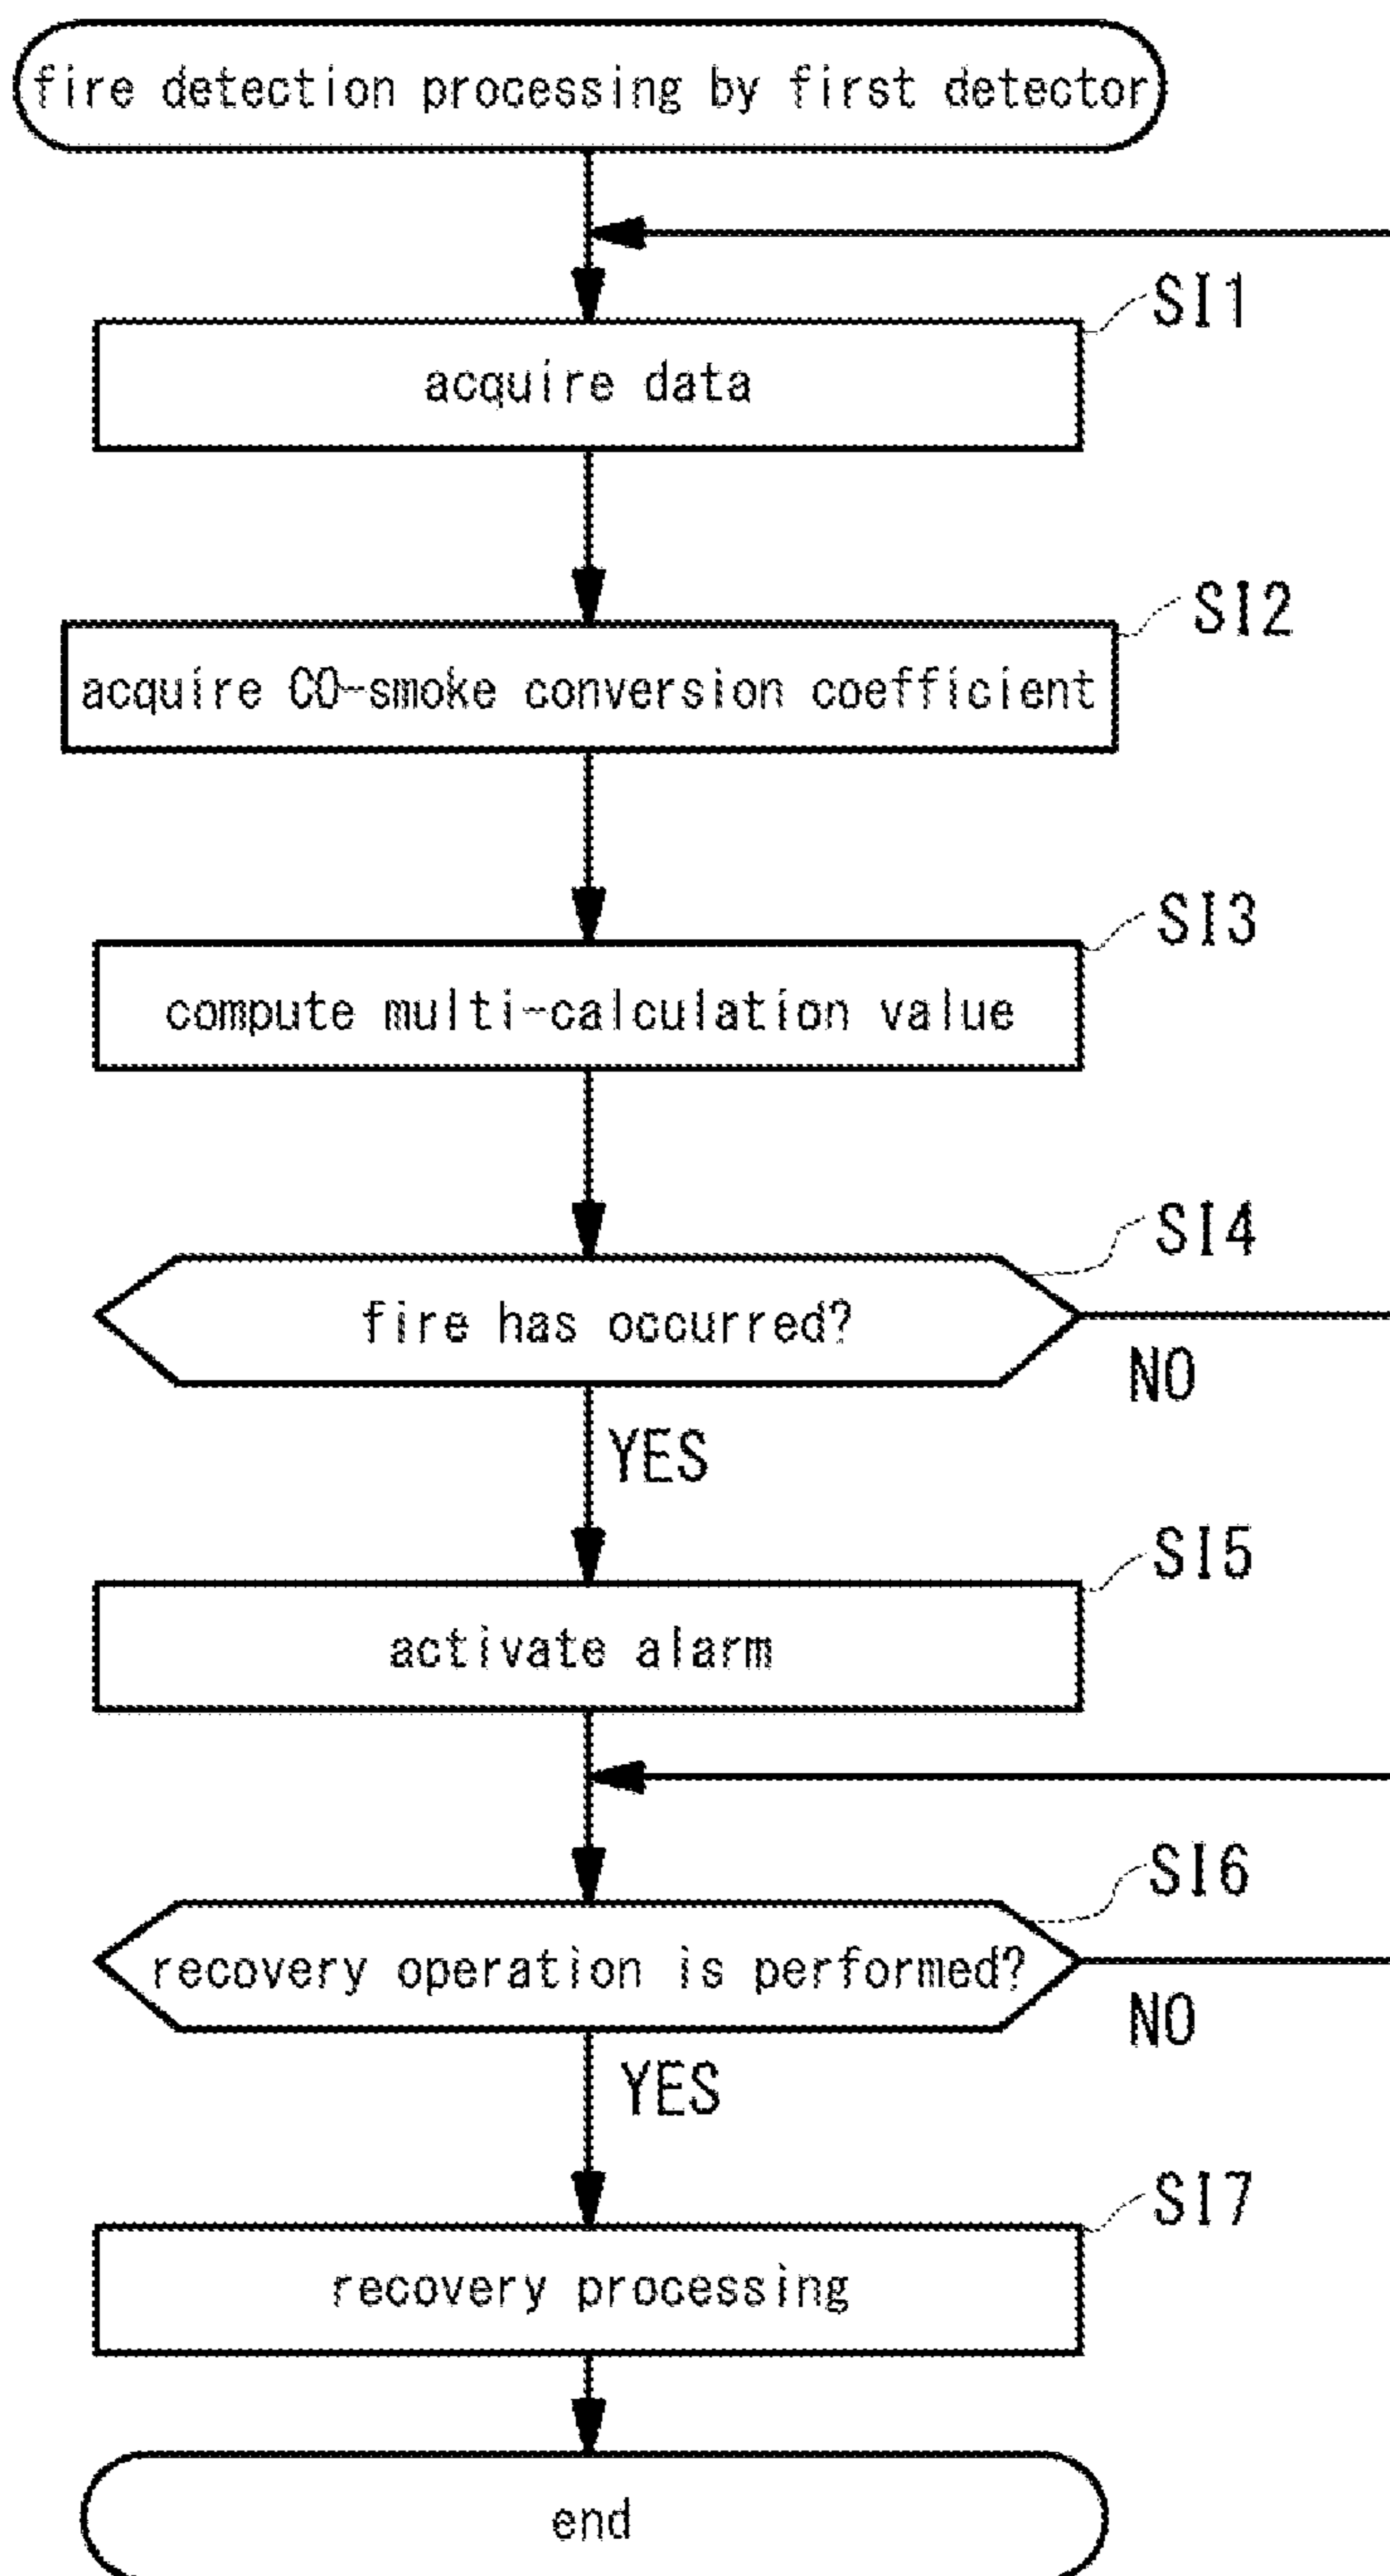 fire detection processing by first detector
SI1
acquire data
SI2
acquire CO-smoke conversion coefficient
SI3
compute multi-calculation value
SI4
fire has occurred?
NO
YES
SI5
activate alarm
SI6
recovery operation is performed?
NO
YES
SI7
recovery processing
end